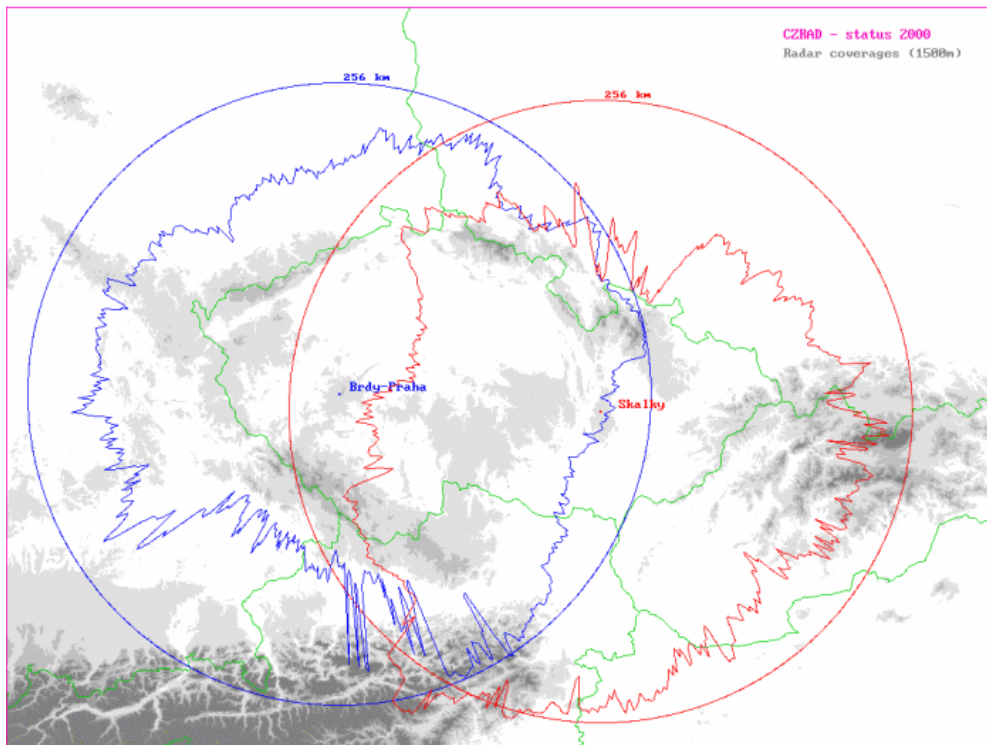 CZRAD - status 2000
Radar coverages (1500m)
256 km
256 km
Brdy-Praha
Skalky